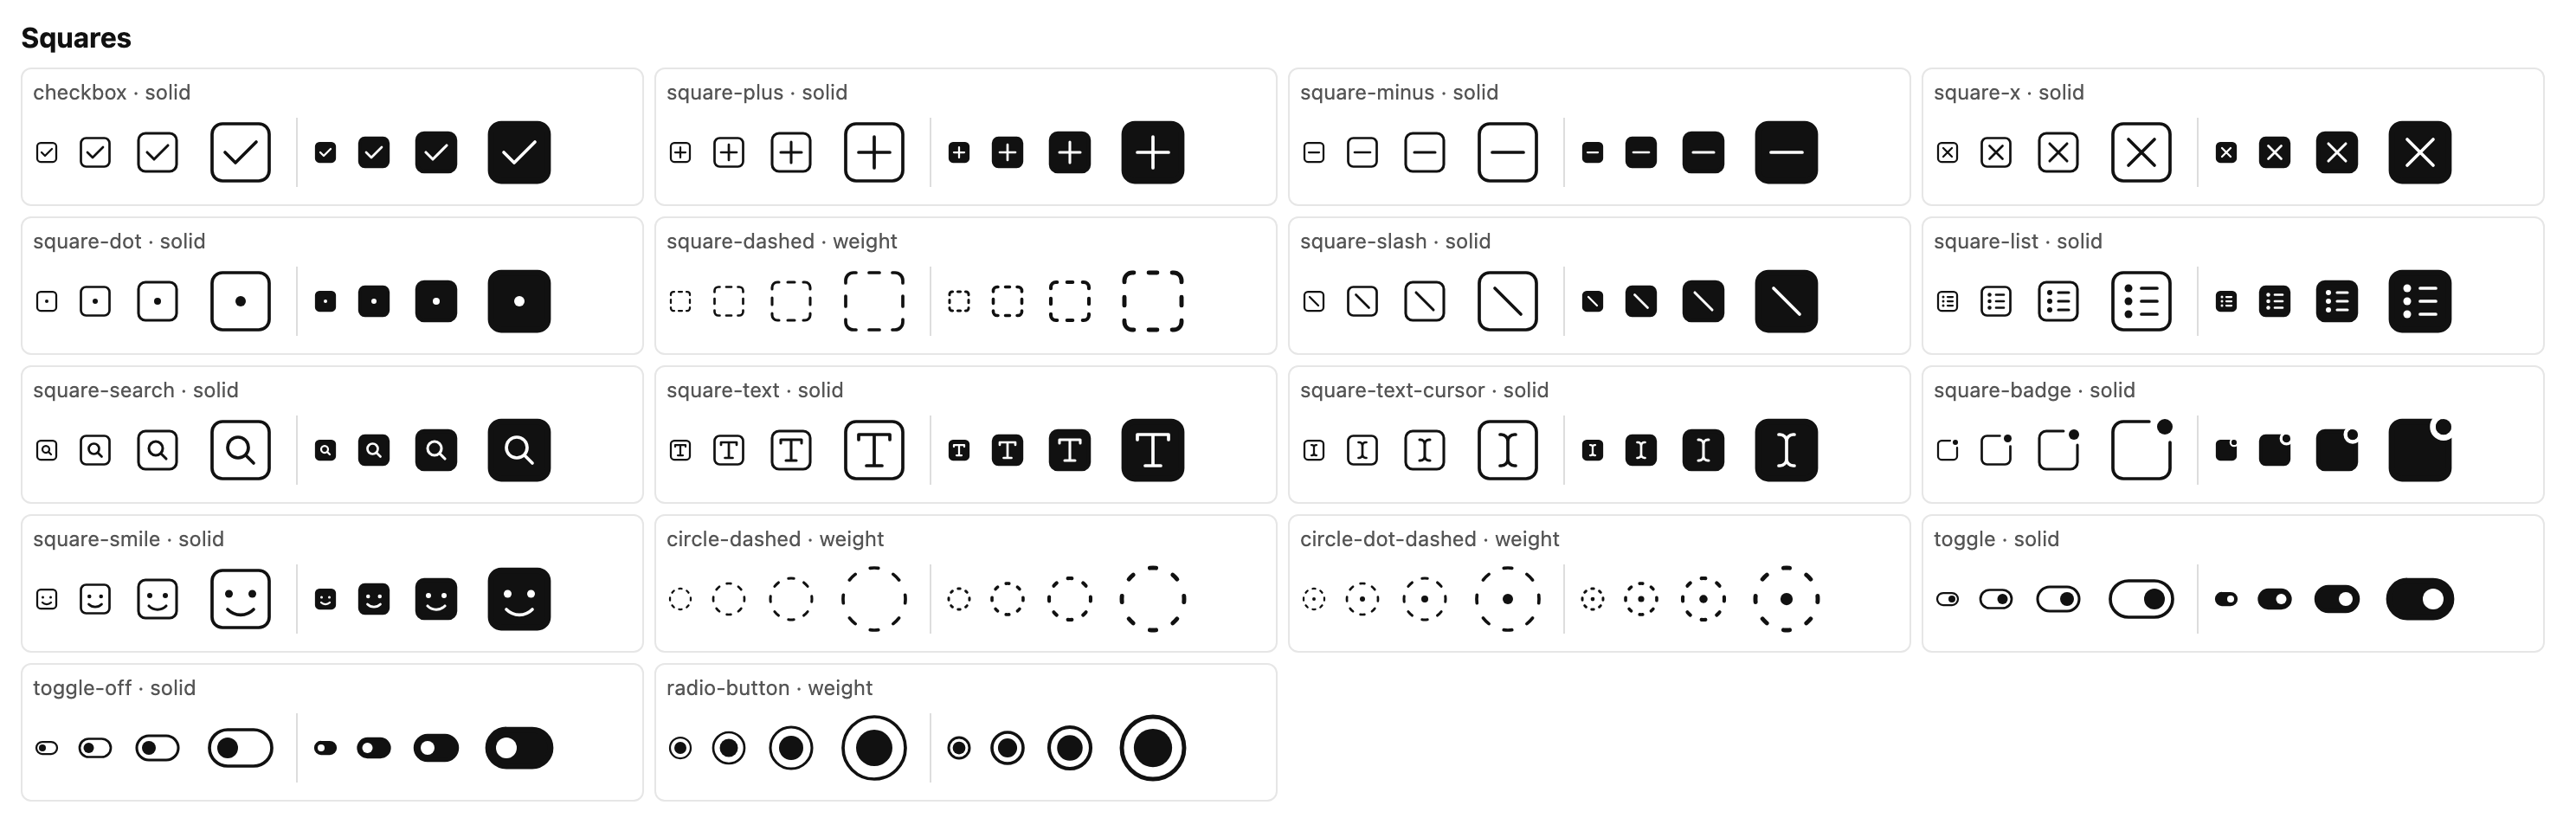 Squares
checkbox · solid
square-plus · solid
square-minus · solid
square-x · solid
square-dot · solid
square-dashed · weight
square-slash · solid
square-list · solid
square-search · solid
square-text · solid
square-text-cursor · solid
square-badge · solid
square-smile · solid
circle-dashed · weight
circle-dot-dashed · weight
toggle · solid
toggle-off · solid
radio-button · weight